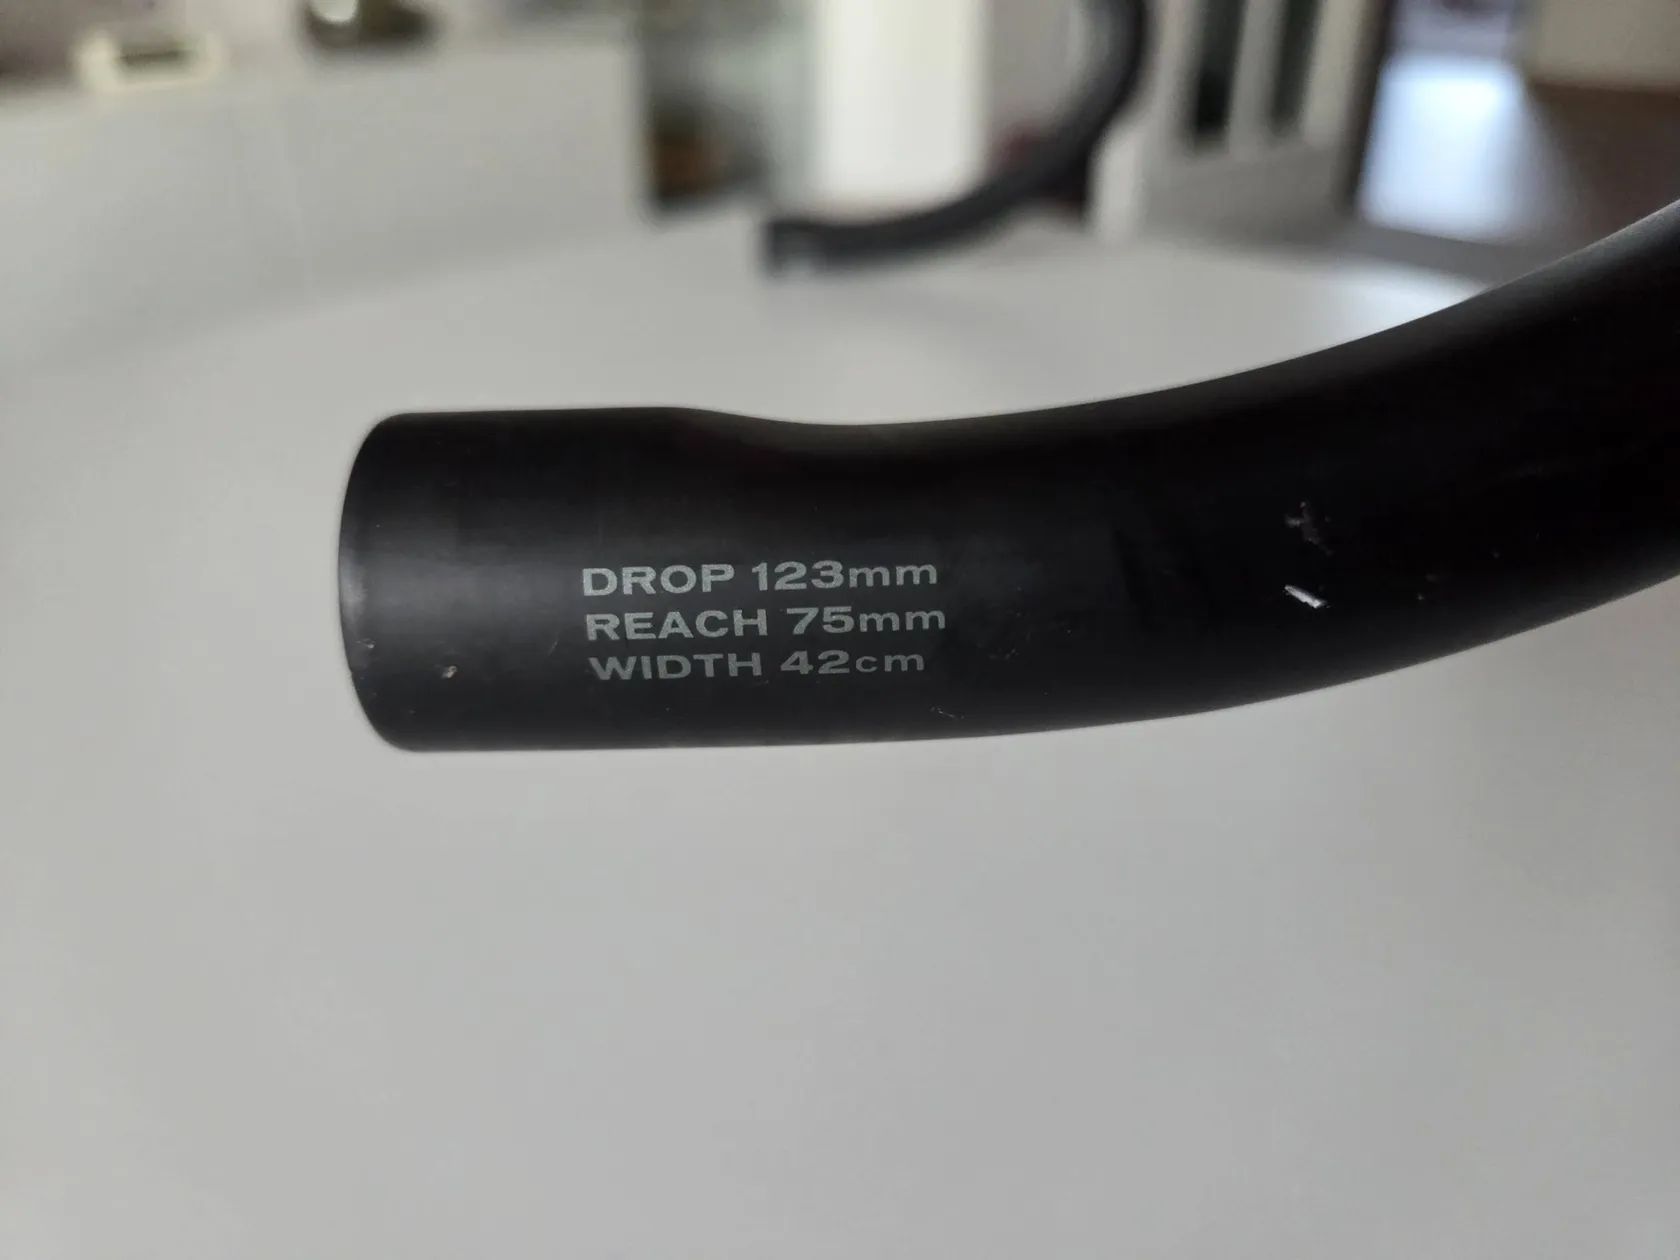 DROP 123mm
REACH 75mm
WIDTH 42cm